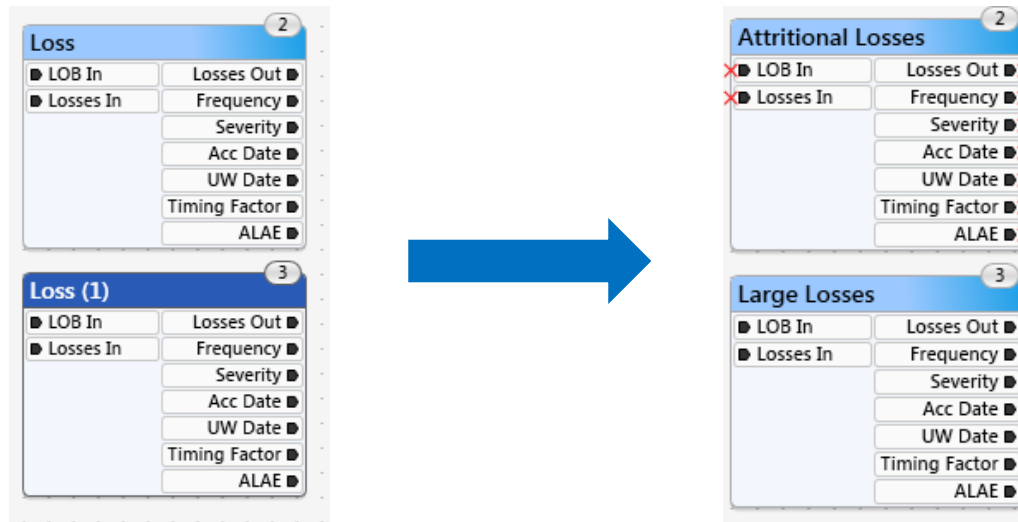 2
Loss
LOB In Losses Out
Losses In Frequency
Severity
Acc Date
UW Date
Timing Factor
ALAE
3
Loss (1)
LOB In Losses Out
Losses In Frequency
Severity
Acc Date
UW Date
Timing Factor
ALAE
2
Attritional Losses
LOB In Losses Out
Losses In Frequency
Severity
Acc Date
UW Date
Timing Factor
ALAE
3
Large Losses
LOB In Losses Out
Losses In Frequency
Severity
Acc Date
UW Date
Timing Factor
ALAE